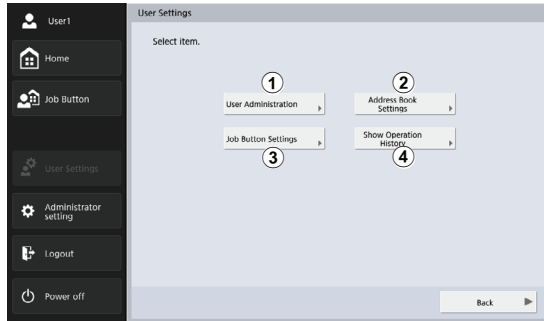 User1
Home
Job Button
User Settings
Administrator
setting
Logout
Power off
User Settings
Select item.
1
User Administration
2
Address Book
Settings
Job Button Settings
3
Show Operation
History
4
Back